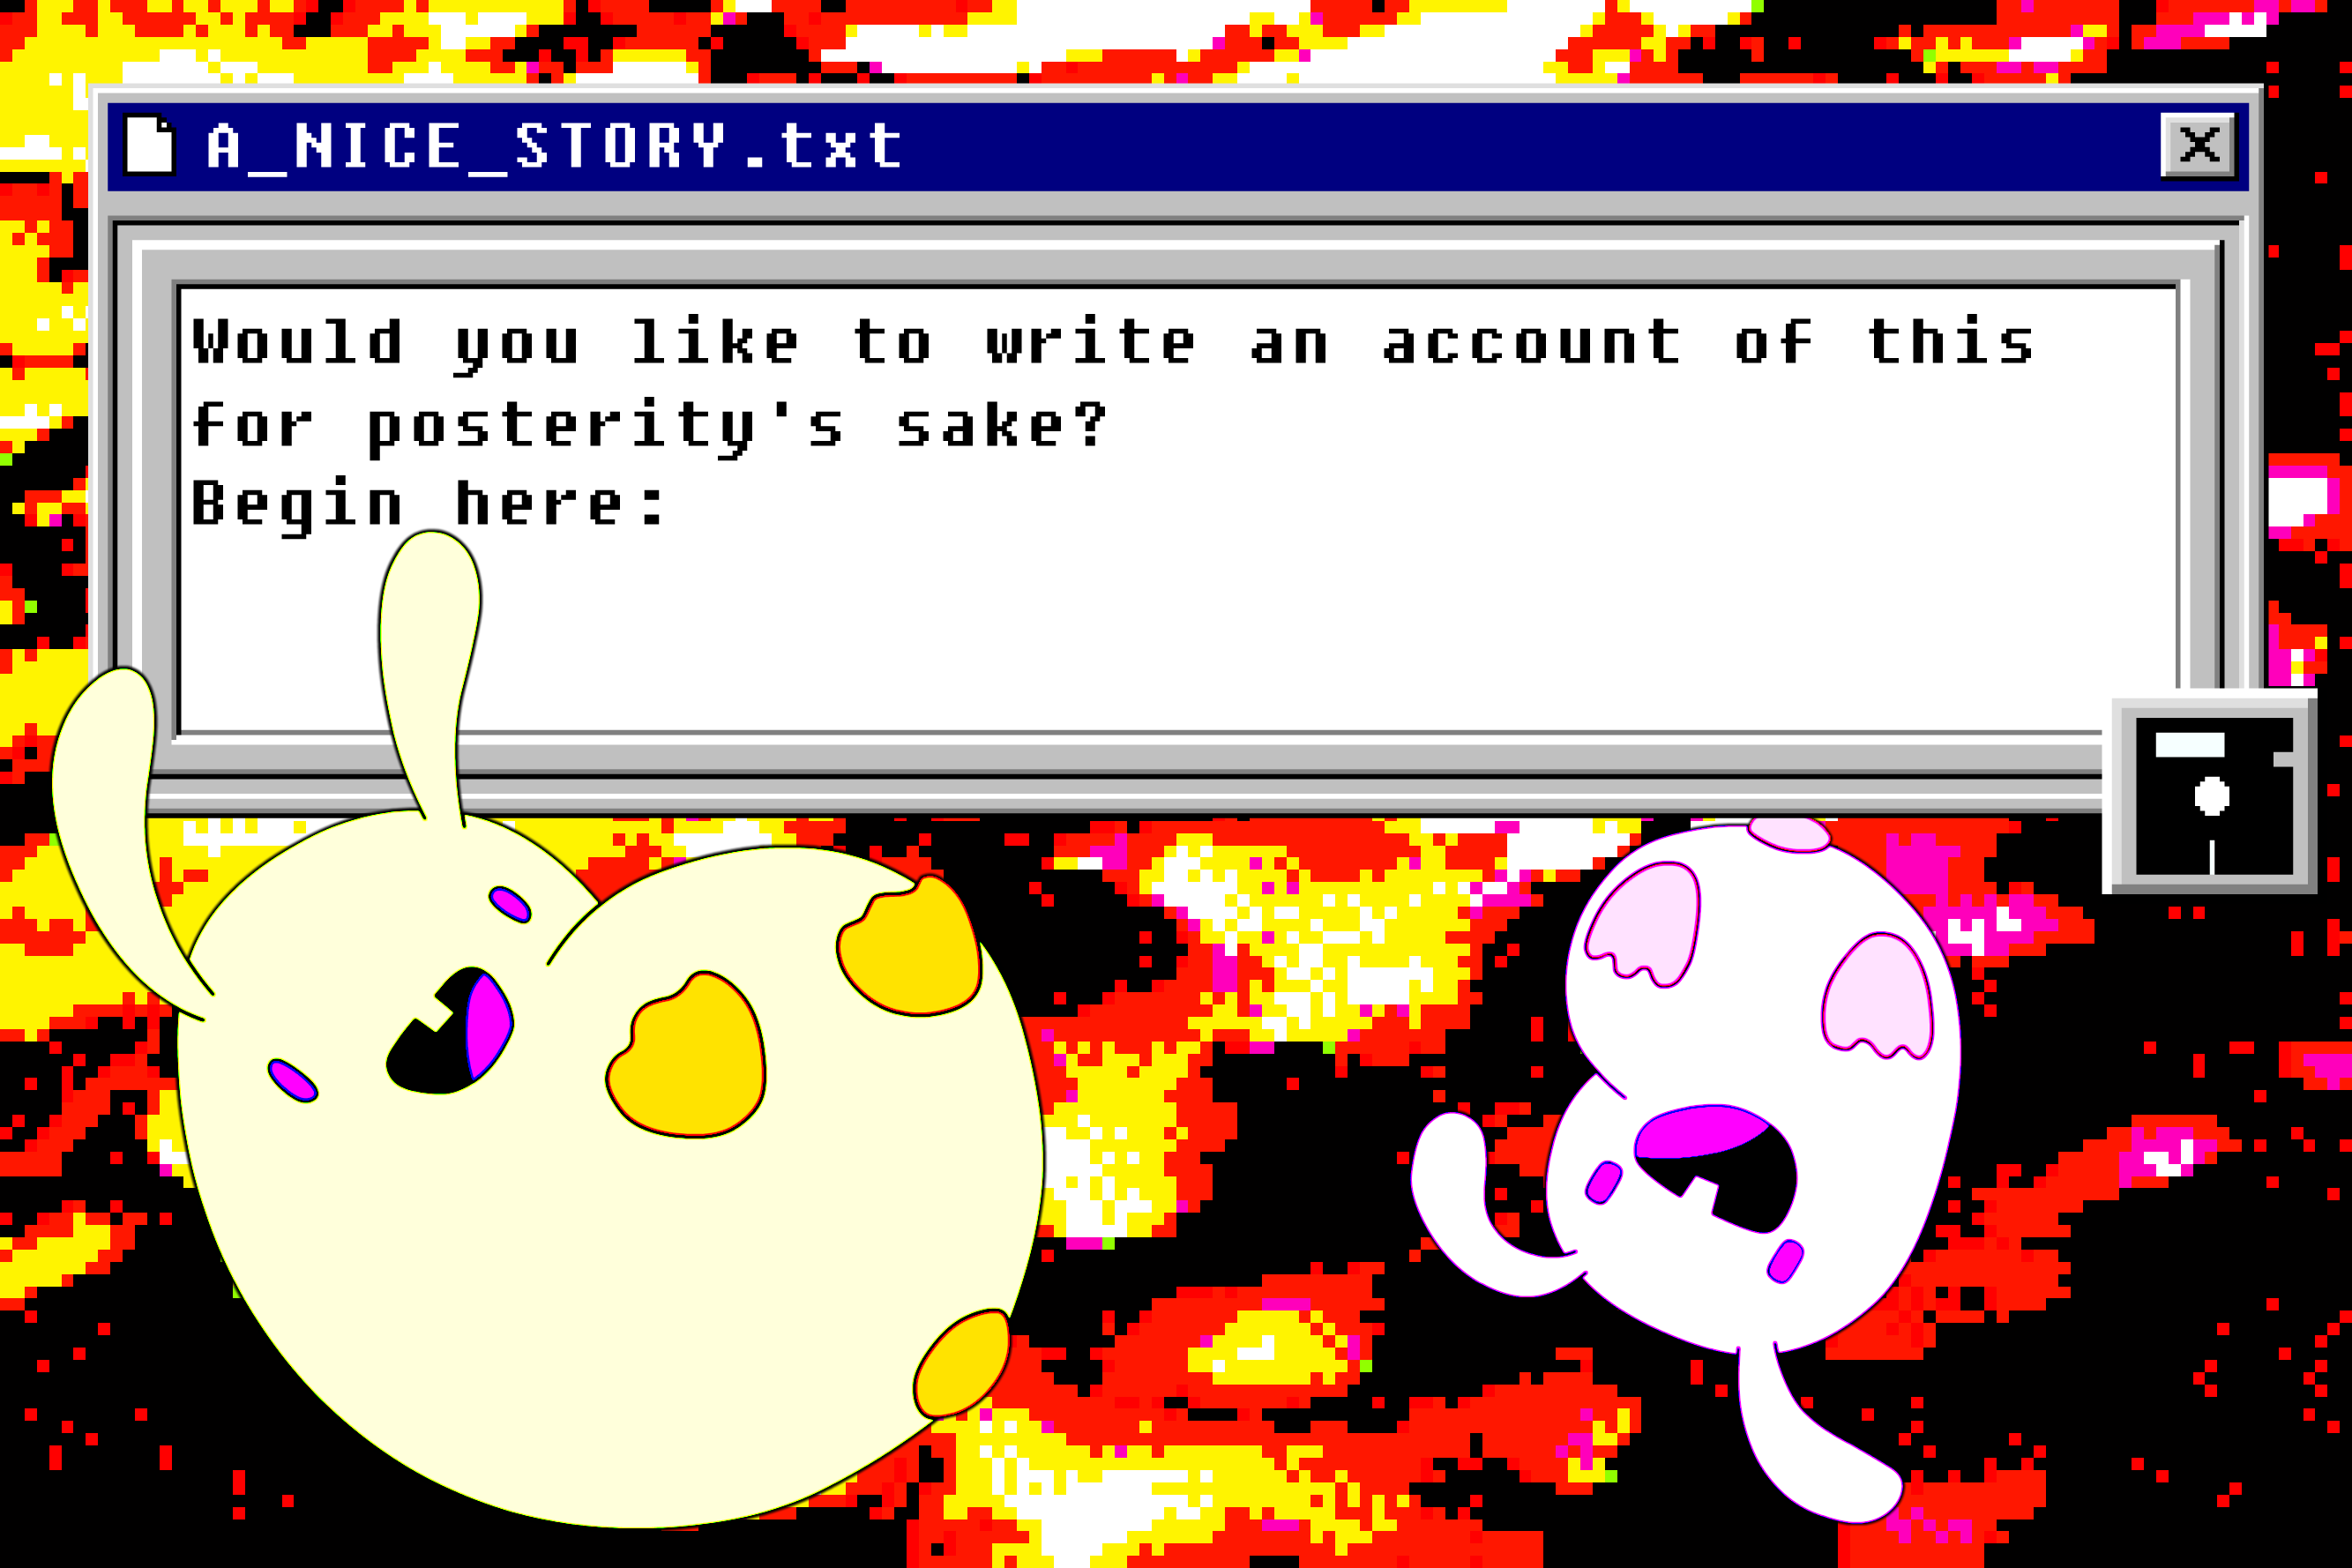 A_NICE_STORY.txt
Would you like to write an account of this
for posterity's sake?
Begin here: